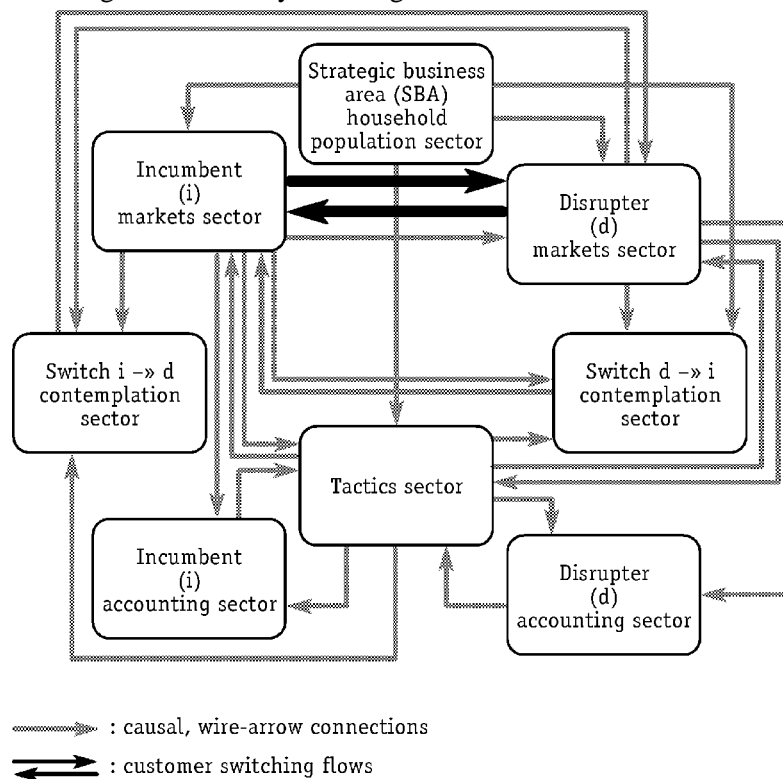 Strategic business
area (SBA)
household
population sector
Incumbent
(i)
markets sector
Disrupter
(d)
markets sector
Switch i –» d
contemplation
sector
Switch d –» i
contemplation
sector
Tactics sector
Incumbent
(i)
accounting sector
Disrupter
(d)
accounting sector
: causal, wire-arrow connections
: customer switching flows